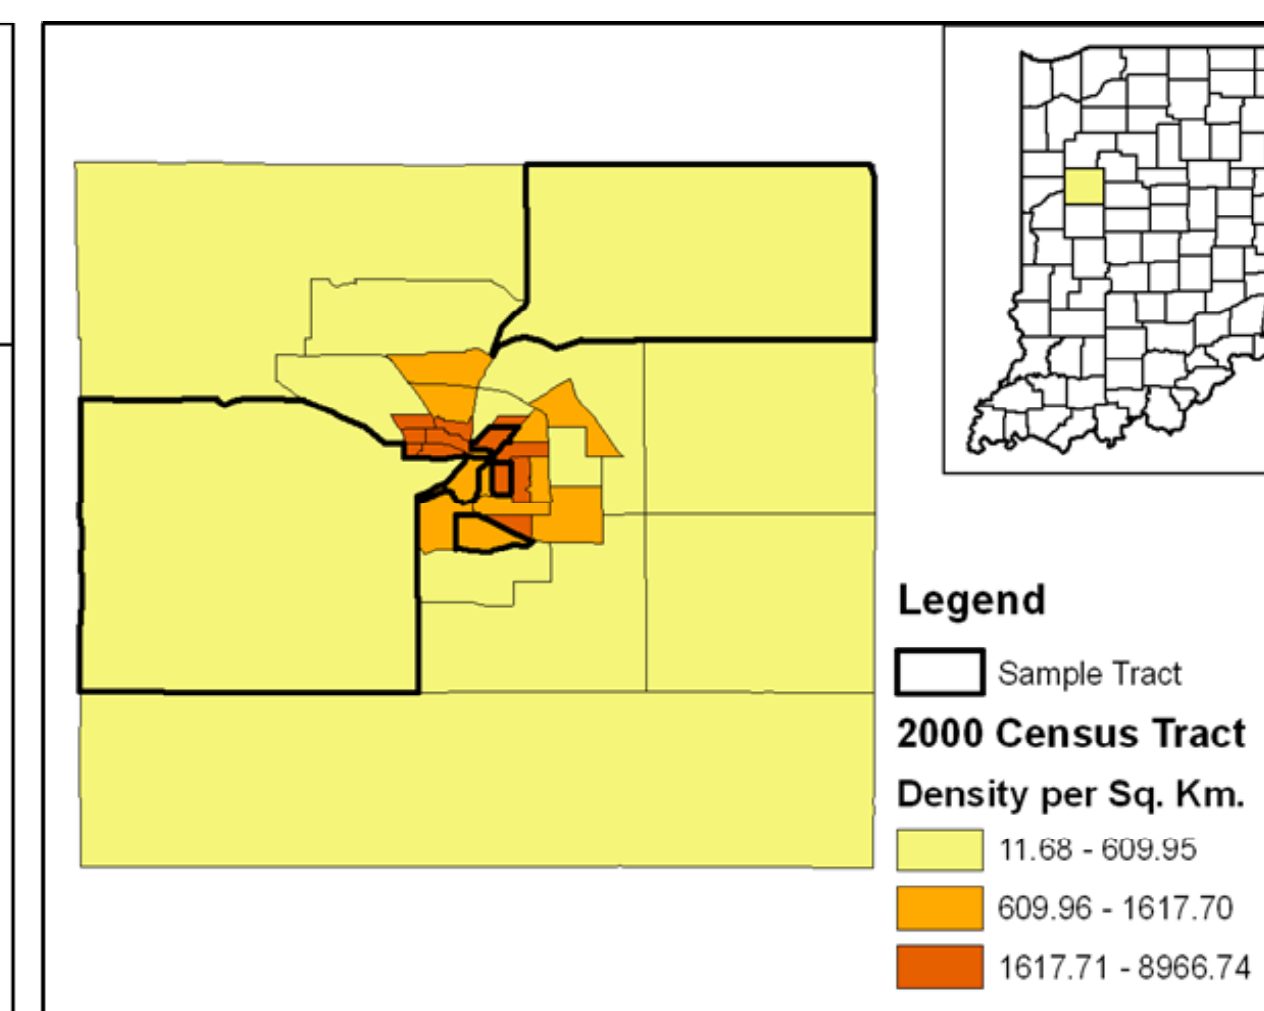 Legend
Sample Tract
2000 Census Tract
Density per Sq. Km.
11.68 - 609.95
609.96 - 1617.70
1617.71 - 8966.74